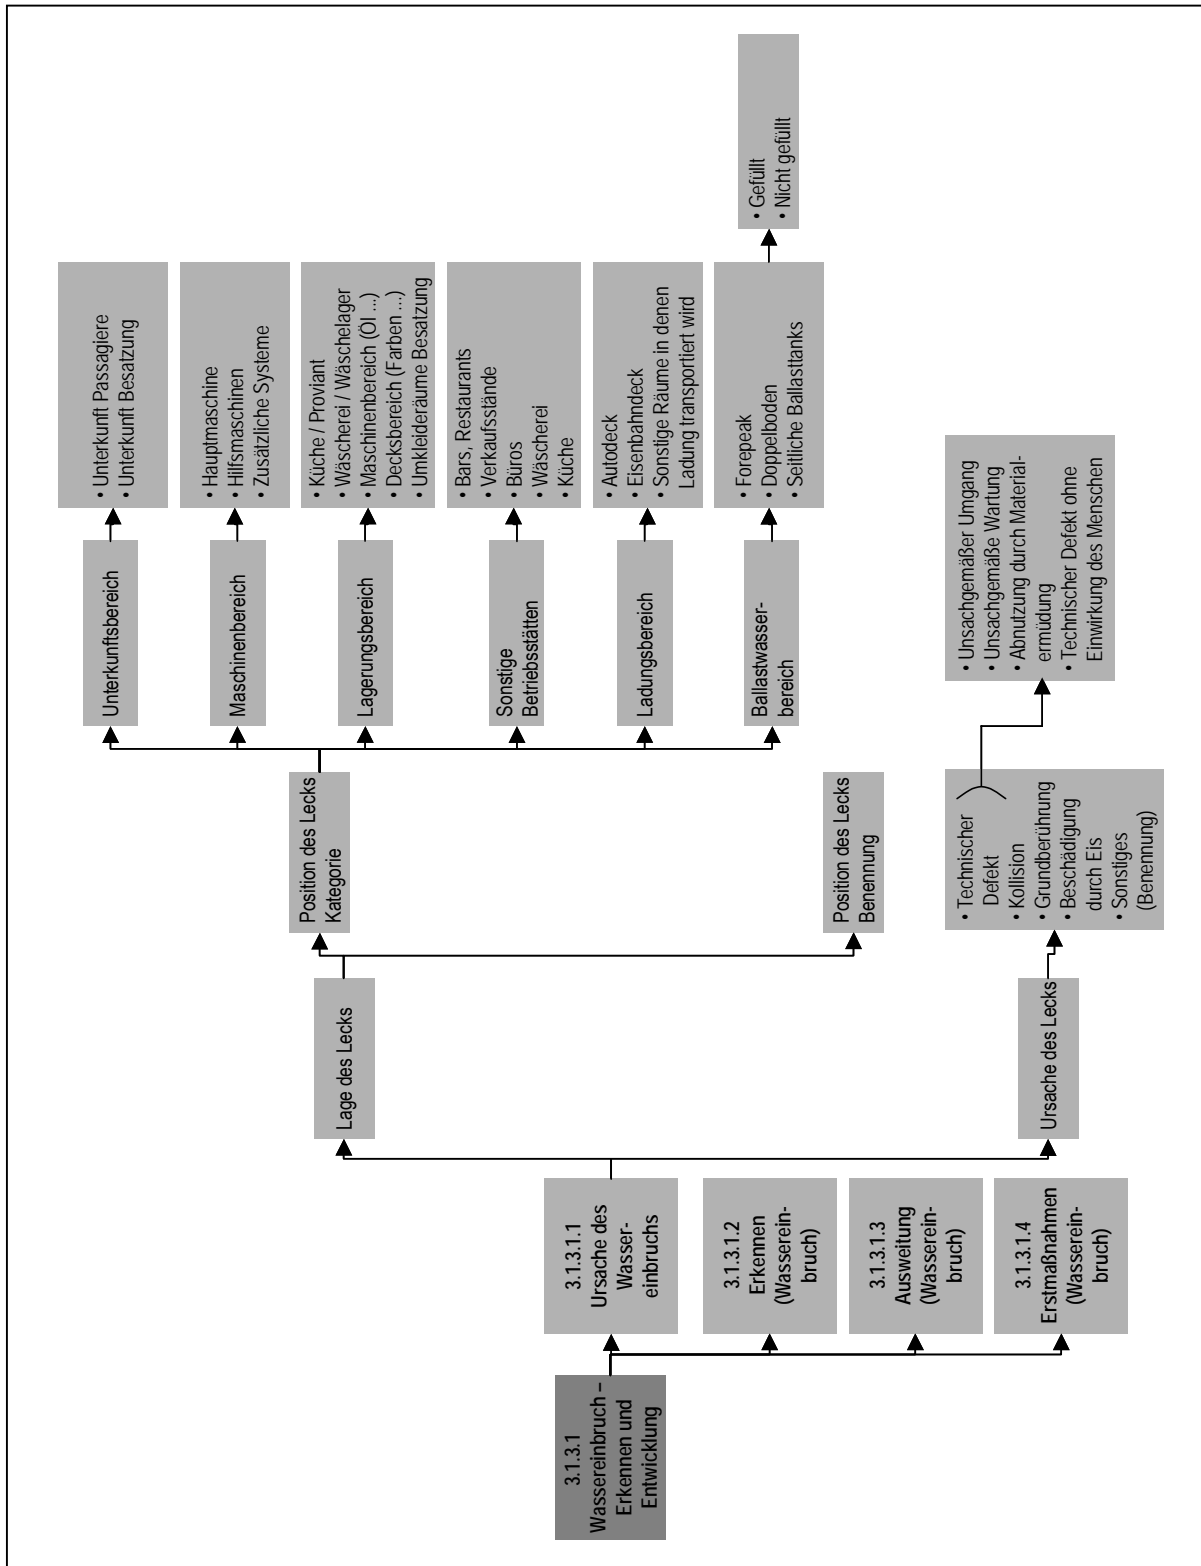 3.1.3.1
Wassereinbruch –
Erkennen und
Entwicklung
3.1.3.1.1
Ursache des
Wasser-
einbruchs
3.1.3.1.2
Erkennen
(Wasserein-
bruch)
3.1.3.1.3
Ausweitung
(Wasserein-
bruch)
3.1.3.1.4
Erstmaßnahmen
(Wasserein-
bruch)
Lage des Lecks
Ursache des Lecks
Position des Lecks
Kategorie
Position des Lecks
Benennung
• Technischer
Defekt
• Kollision
• Grundberührung
• Beschädigung
durch Eis
• Sonstiges
(Benennung)
• Unsachgemäßer Umgang
• Unsachgemäße Wartung
• Abnutzung durch Material-
ermüdung
• Technischer Defekt ohne
Einwirkung des Menschen
Unterkunftsbereich
Maschinenbereich
Lagerungsbereich
Sonstige
Betriebsstätten
Ladungsbereich
Ballastwasser-
bereich
• Unterkunft Passagiere
• Unterkunft Besatzung
• Hauptmaschine
• Hilfsmaschinen
• Zusätzliche Systeme
• Küche / Proviant
• Wäscherei / Wäschelager
• Maschinenbereich (Öl ...)
• Decksbereich (Farben ...)
• Umkleideräume Besatzung
• Bars, Restaurants
• Verkaufsstände
• Büros
• Wäscherei
• Küche
• Autodeck
• Eisenbahndeck
• Sonstige Räume in denen
Ladung transportiert wird
• Forepeak
• Doppelboden
• Seitliche Ballasttanks
• Gefüllt
• Nicht gefüllt